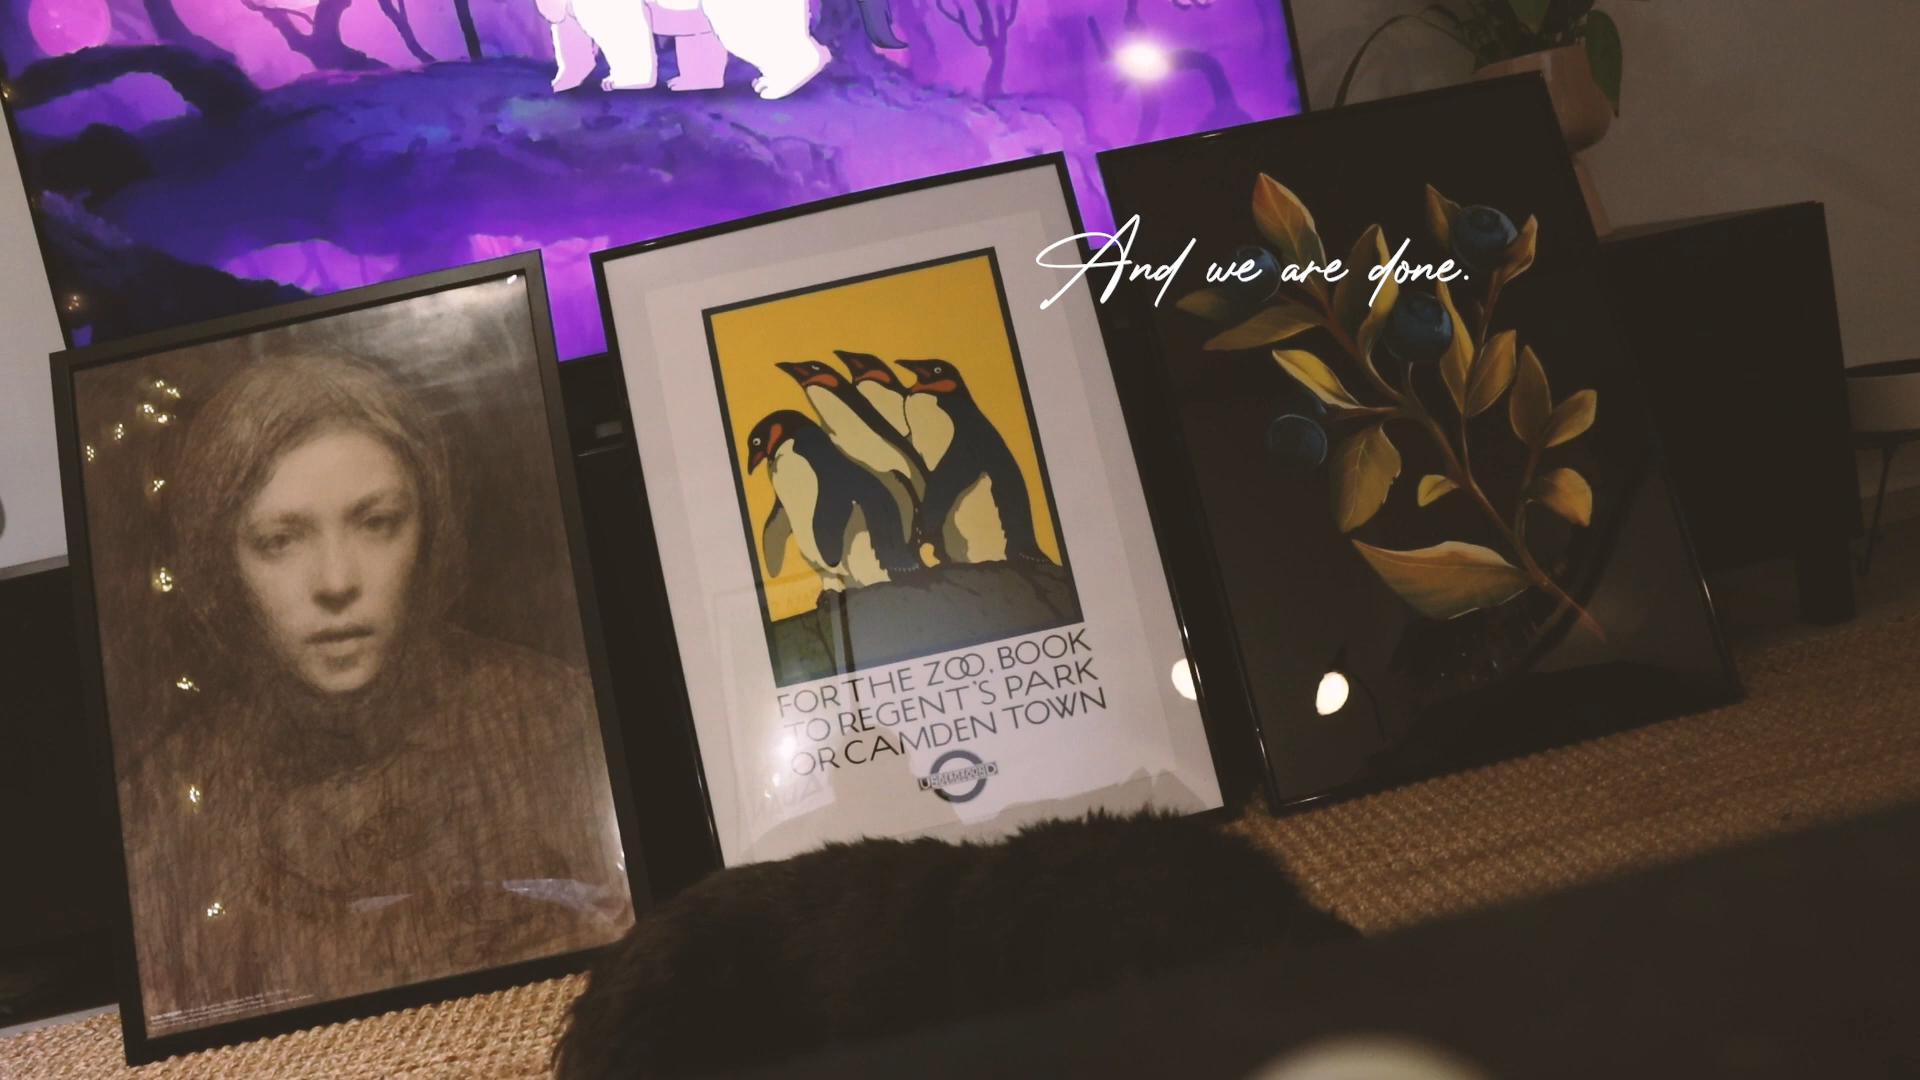 And we are done.
FOR THE ZOO. BOOK
TO REGENT'S PARK
OR CAMDEN TOWN
UNDERGROUND